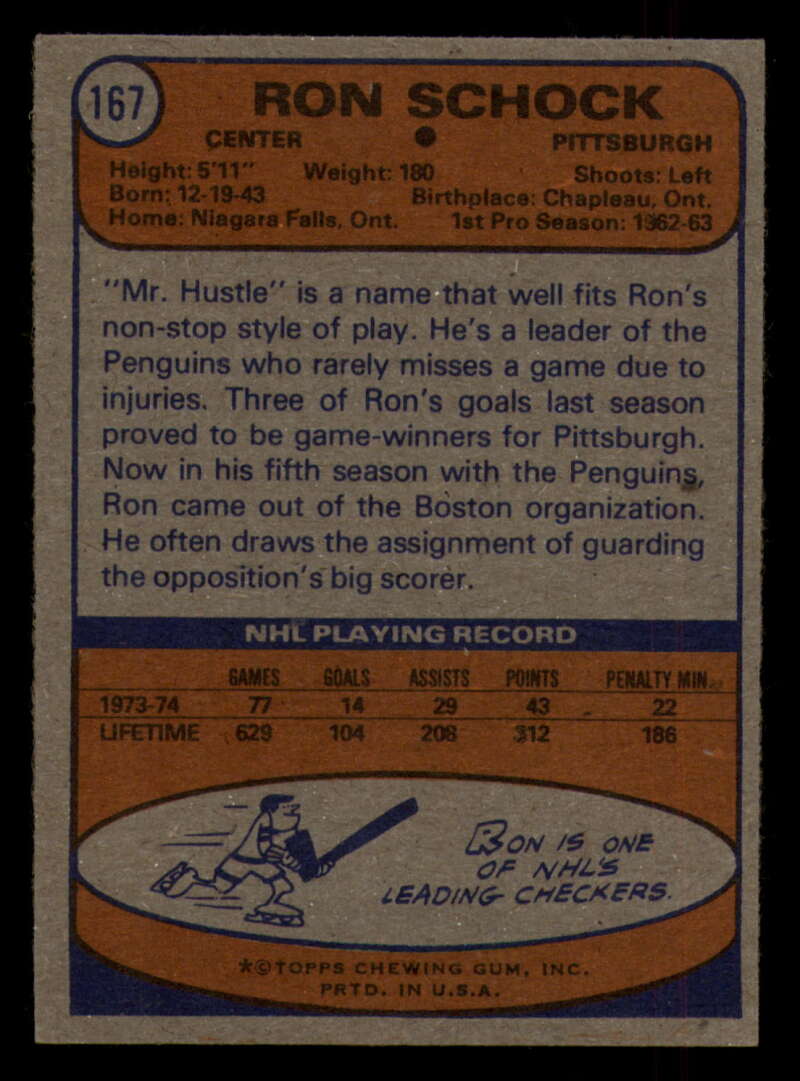 167
RON SCHOCK
CENTER • PITTSBURGH
Height: 5'11" Weight: 180 Shoots: Left
Born: 12-19-43 Birthplace: Chapleau, Ont.
Home: Niagara Falls, Ont. 1st Pro Season: 1962-63
"Mr. Hustle" is a name that well fits Ron's
non-stop style of play. He's a leader of the
Penguins who rarely misses a game due to
injuries. Three of Ron's goals last season
proved to be game-winners for Pittsburgh.
Now in his fifth season with the Penguins,
Ron came out of the Boston organization.
He often draws the assignment of guarding
the opposition's big scorer.
NHL PLAYING RECORD
GAMES GOALS ASSISTS POINTS PENALTY MIN.
1973-74 77 14 29 43 22
LIFETIME 629 104 208 312 186
RON IS ONE
OF NHL'S
LEADING CHECKERS.
*©TOPPS CHEWING GUM, INC.
PRTD. IN U.S.A.